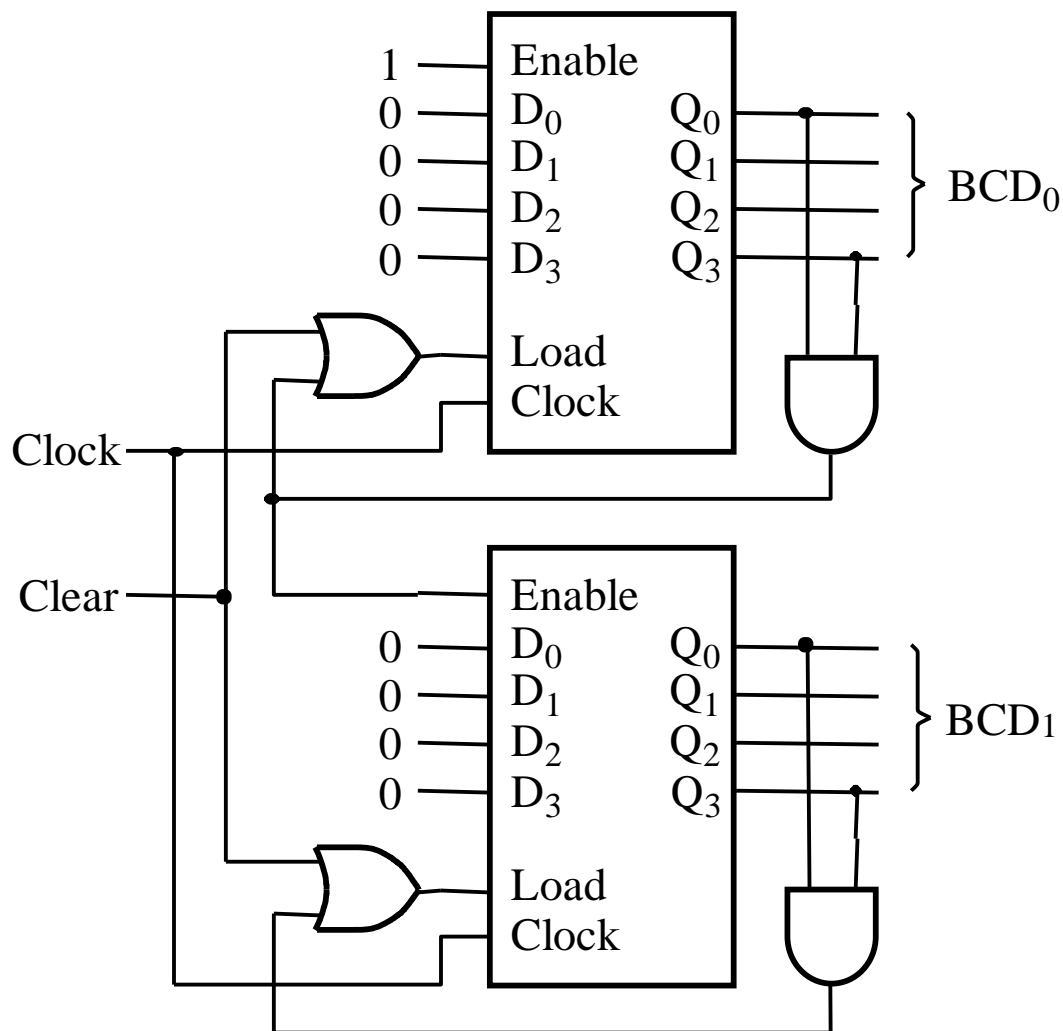 1 Enable
0 D₀ Q₀
0 D₁ Q₁
0 D₂ Q₂
0 D₃ Q₃
BCD₀
Load
Clock
Clock
Clear
Enable
0 D₀ Q₀
0 D₁ Q₁
0 D₂ Q₂
0 D₃ Q₃
BCD₁
Load
Clock